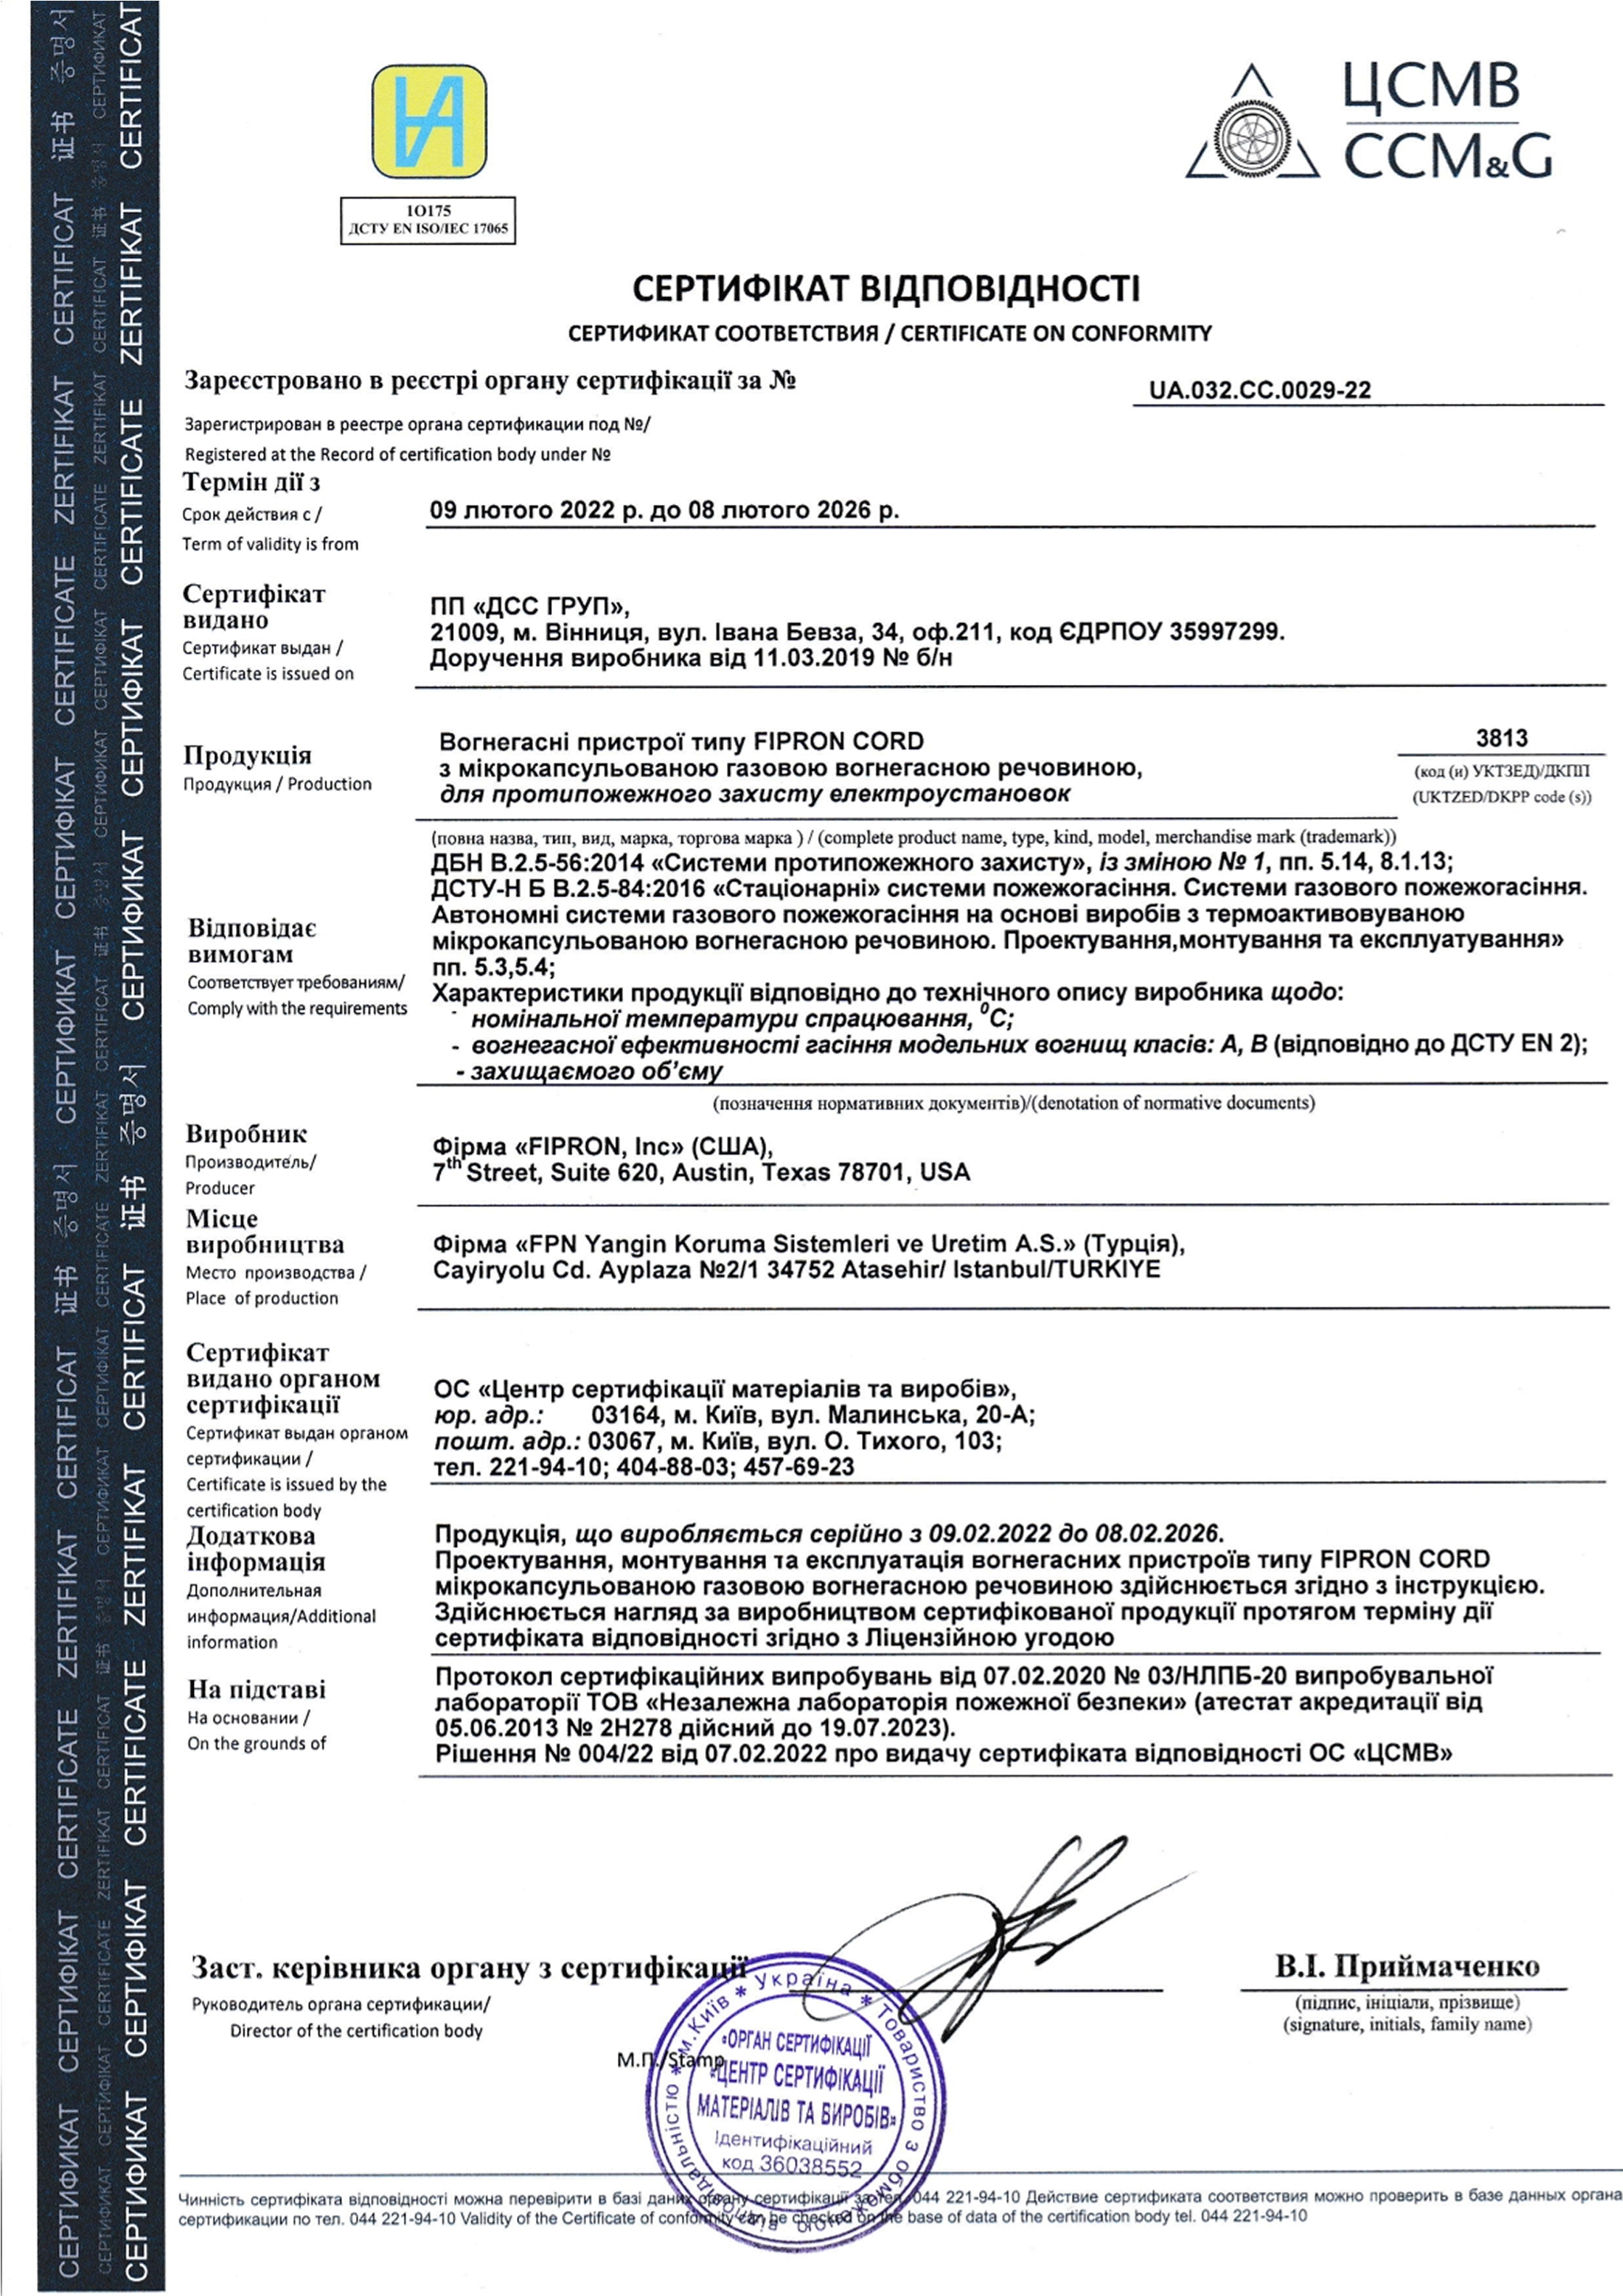 ЦСМВ
CCM&G
1О175
ДСТУ EN ISO/IEC 17065
СЕРТИФІКАТ ВІДПОВІДНОСТІ
СЕРТИФИКАТ СООТВЕТСТВИЯ / CERTIFICATE ON CONFORMITY
Зареєстровано в реєстрі органу сертифікації за №
UA.032.CC.0029-22
Зарегистрирован в реестре органа сертификации под №/
Registered at the Record of certification body under №
Термін дії з
Срок действия с /
Term of validity is from
09 лютого 2022 р. до 08 лютого 2026 р.
Сертифікат
видано
Сертификат выдан /
Certificate is issued on
ПП «ДСС ГРУП»,
21009, м. Вінниця, вул. Івана Бевза, 34, оф.211, код ЄДРПОУ 35997299.
Доручення виробника від 11.03.2019 № б/н
Продукція
Продукция / Production
Вогнегасні пристрої типу FIPRON CORD
з мікрокапсульованою газовою вогнегасною речовиною,
для протипожежного захисту електроустановок
3813
(код (и) УКТЗЕД)/ДКПП
(UKTZED/DKPP code (s))
(повна назва, тип, вид, марка, торгова марка ) / (complete product name, type, kind, model, merchandise mark (trademark))
Відповідає
вимогам
Соответствует требованиям/
Comply with the requirements
ДБН В.2.5-56:2014 «Системи протипожежного захисту», із зміною № 1, пп. 5.14, 8.1.13;
ДСТУ-Н Б В.2.5-84:2016 «Стаціонарні» системи пожежогасіння. Системи газового пожежогасіння.
Автономні системи газового пожежогасіння на основі виробів з термоактивовуваною
мікрокапсульованою вогнегасною речовиною. Проектування,монтування та експлуатування»
пп. 5.3,5.4;
Характеристики продукції відповідно до технічного опису виробника щодо:
- номінальної температури спрацювання, ⁰С;
- вогнегасної ефективності гасіння модельних вогнищ класів: А, В (відповідно до ДСТУ EN 2);
- захищаємого об’єму
(позначення нормативних документів)/(denotation of normative documents)
Виробник
Производитель/
Producer
Фірма «FIPRON, Inc» (США),
7th Street, Suite 620, Austin, Texas 78701, USA
Місце
виробництва
Место производства /
Place of production
Фірма «FPN Yangin Koruma Sistemleri ve Uretim A.S.» (Турція),
Cayiryolu Cd. Ayplaza №2/1 34752 Atasehir/ Istanbul/TURKIYE
Сертифікат
видано органом
сертифікації
Сертификат выдан органом
сертификации /
Certificate is issued by the
certification body
ОС «Центр сертифікації матеріалів та виробів»,
юр. адр.: 03164, м. Київ, вул. Малинська, 20-А;
пошт. адр.: 03067, м. Київ, вул. О. Тихого, 103;
тел. 221-94-10; 404-88-03; 457-69-23
Додаткова
інформація
Дополнительная
информация/Additional
information
Продукція, що виробляється серійно з 09.02.2022 до 08.02.2026.
Проектування, монтування та експлуатація вогнегасних пристроїв типу FIPRON CORD
мікрокапсульованою газовою вогнегасною речовиною здійснюється згідно з інструкцією.
Здійснюється нагляд за виробництвом сертифікованої продукції протягом терміну дії
сертифіката відповідності згідно з Ліцензійною угодою
На підставі
На основании /
On the grounds of
Протокол сертифікаційних випробувань від 07.02.2020 № 03/НЛПБ-20 випробувальної
лабораторії ТОВ «Незалежна лабораторія пожежної безпеки» (атестат акредитації від
05.06.2013 № 2Н278 дійсний до 19.07.2023).
Рішення № 004/22 від 07.02.2022 про видачу сертифіката відповідності ОС «ЦСМВ»
Заст. керівника органу з сертифікації
Руководитель органа сертификации/
Director of the certification body
В.І. Приймаченко
(підпис, ініціали, прізвище)
(signature, initials, family name)
М.П./Stamp
м.Київ * Україна * Товариство з обмеженою відповідальністю *
«ОРГАН СЕРТИФІКАЦІЇ
«ЦЕНТР СЕРТИФІКАЦІЇ
МАТЕРІАЛІВ ТА ВИРОБІВ»
Ідентифікаційний
код 36038552
Чинність сертифіката відповідності можна перевірити в базі даних органу сертифікації за тел. 044 221-94-10 Действие сертификата соответствия можно проверить в базе данных органа
сертификации по тел. 044 221-94-10 Validity of the Certificate of conformity can be checked on the base of data of the certification body tel. 044 221-94-10
СЕРТИФИКАТ СЕРТИФІКАТ CERTIFICATE ZERTIFIKAT CERTIFICAT 证书 증명서